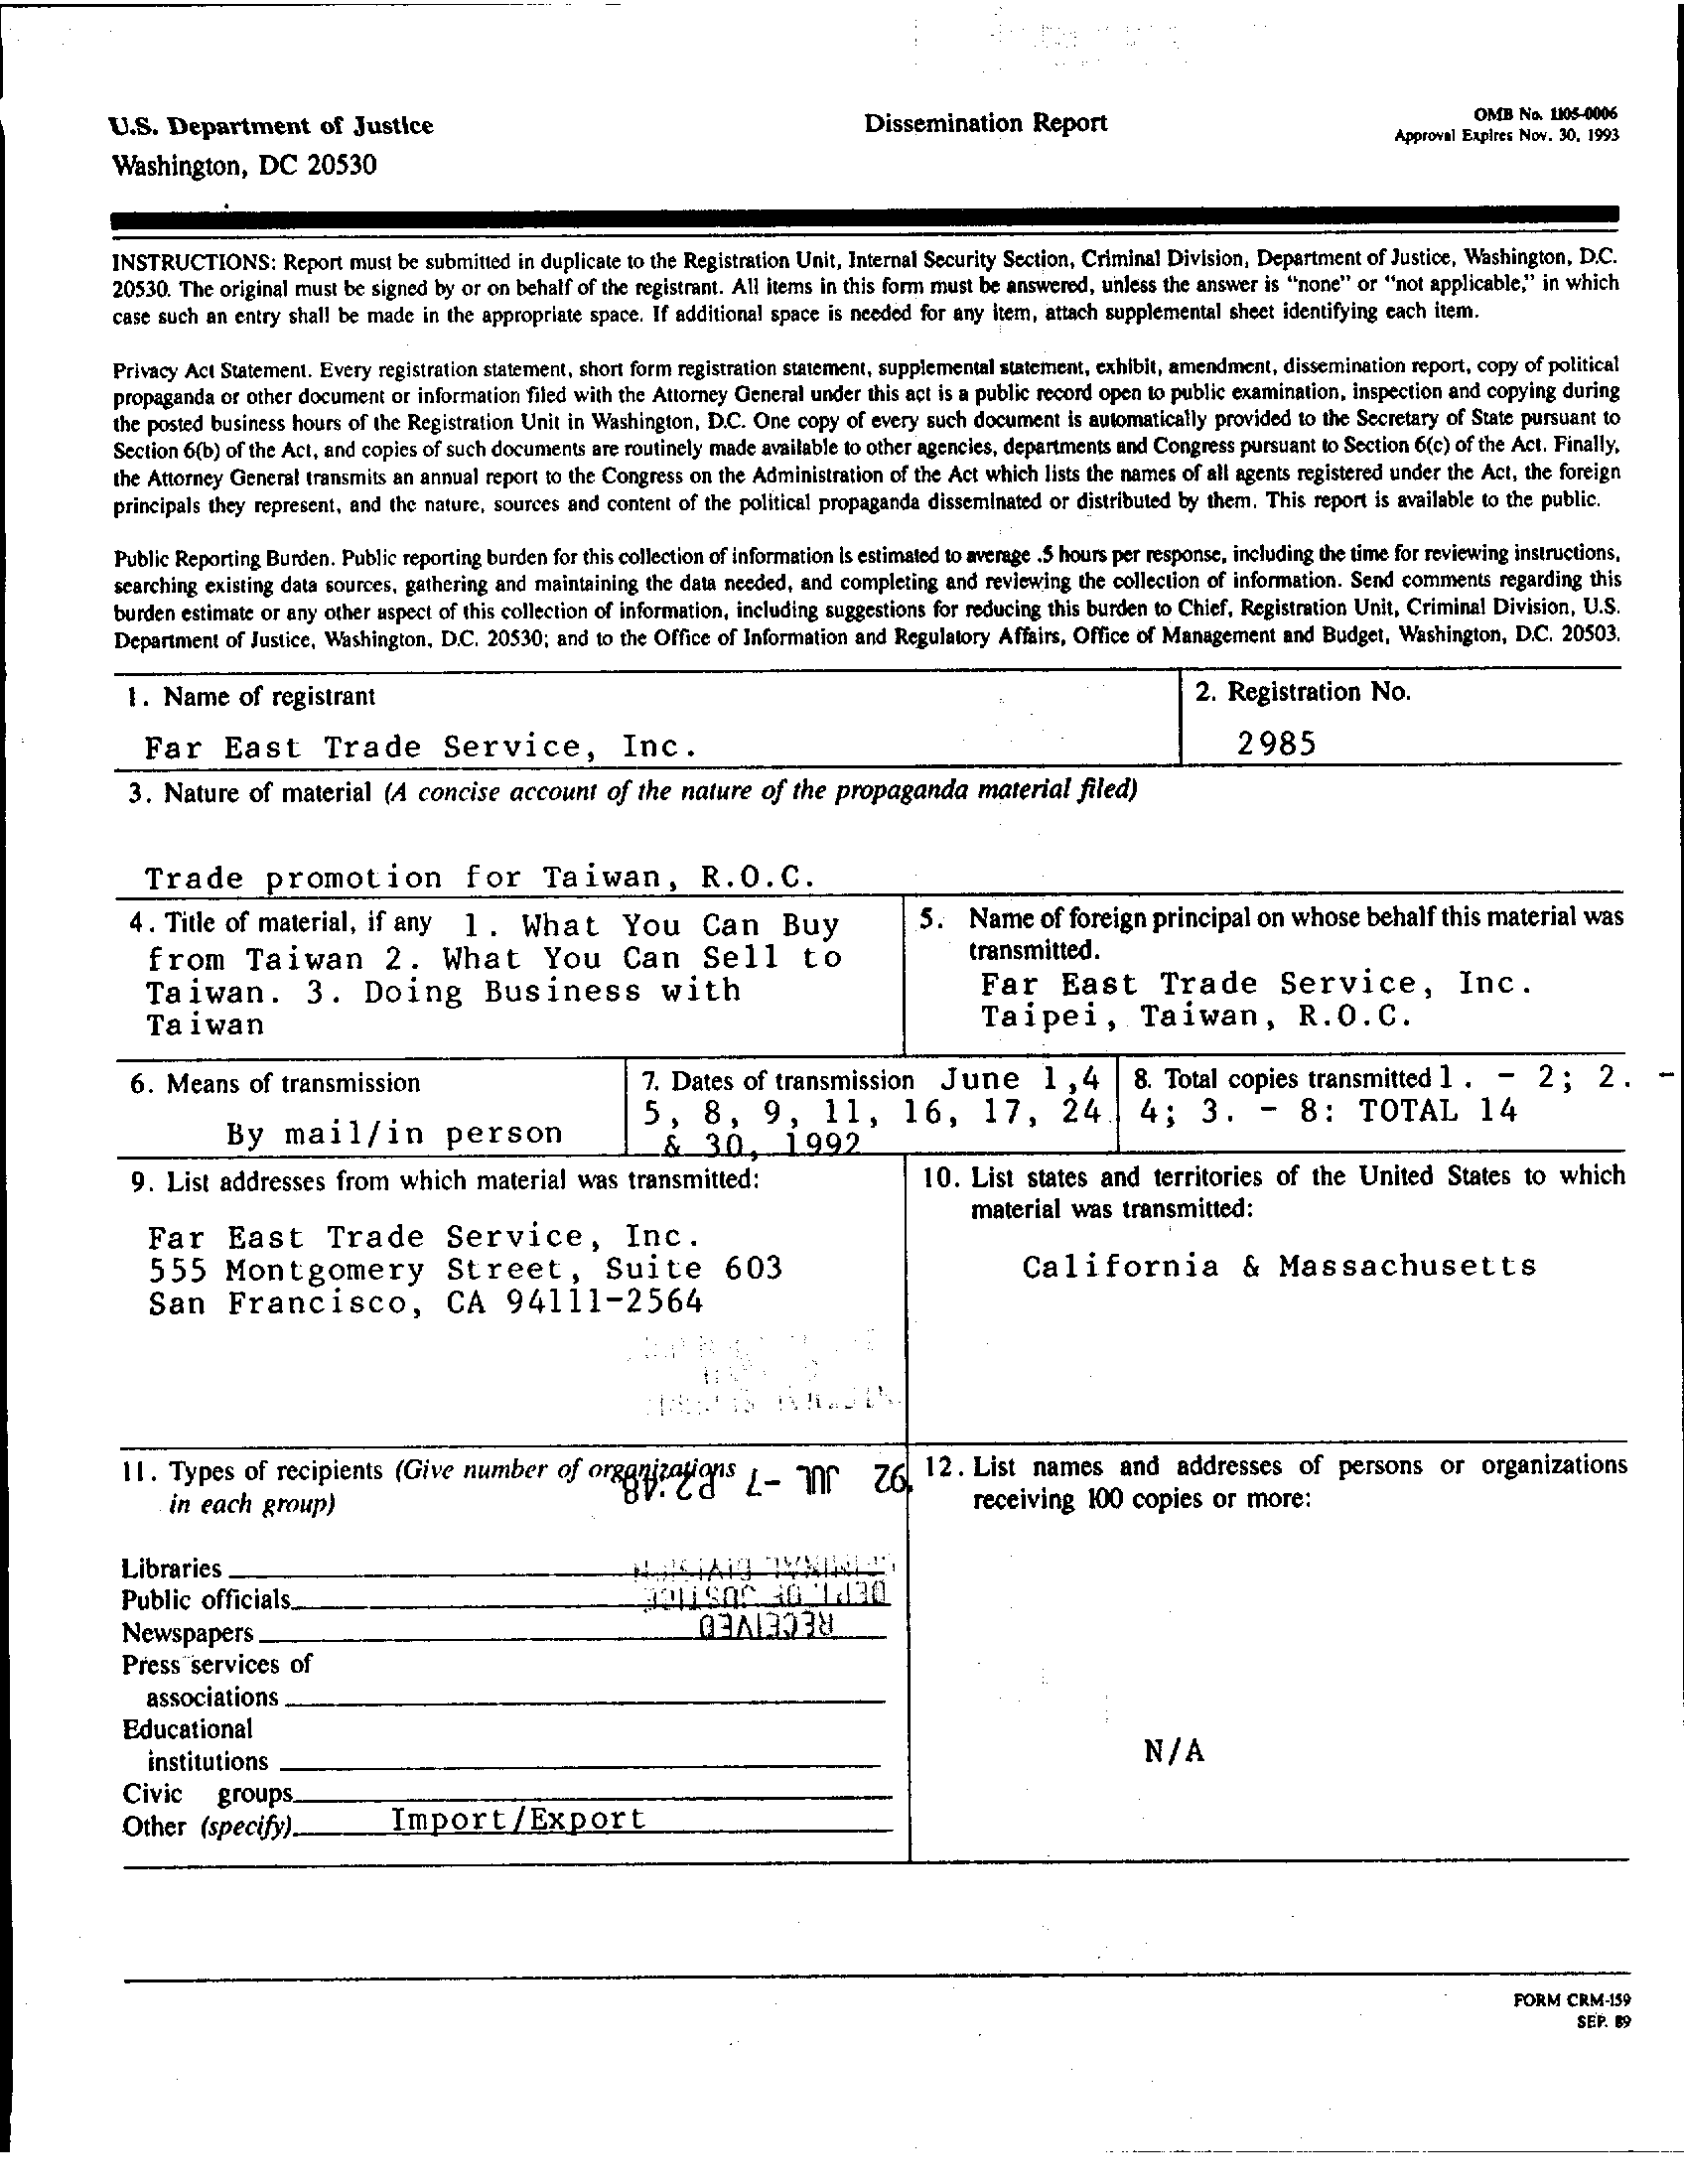 U.S. Department of Justice
Washington, DC 20530
Dissemination Report
OMB No. 1105-0006
Approval Expires Nov. 30, 1993
INSTRUCTIONS: Report must be submitted in duplicate to the Registration Unit, Internal Security Section, Criminal Division, Department of Justice, Washington, D.C.
20530. The original must be signed by or on behalf of the registrant. All items in this form must be answered, unless the answer is "none" or "not applicable," in which
case such an entry shall be made in the appropriate space. If additional space is needed for any item, attach supplemental sheet identifying each item.
Privacy Act Statement. Every registration statement, short form registration statement, supplemental statement, exhibit, amendment, dissemination report, copy of political
propaganda or other document or information filed with the Attorney General under this act is a public record open to public examination, inspection and copying during
the posted business hours of the Registration Unit in Washington, D.C. One copy of every such document is automatically provided to the Secretary of State pursuant to
Section 6(b) of the Act, and copies of such documents are routinely made available to other agencies, departments and Congress pursuant to Section 6(c) of the Act. Finally,
the Attorney General transmits an annual report to the Congress on the Administration of the Act which lists the names of all agents registered under the Act, the foreign
principals they represent, and the nature, sources and content of the political propaganda disseminated or distributed by them. This report is available to the public.
Public Reporting Burden. Public reporting burden for this collection of information is estimated to average .5 hours per response, including the time for reviewing instructions,
searching existing data sources, gathering and maintaining the data needed, and completing and reviewing the collection of information. Send comments regarding this
burden estimate or any other aspect of this collection of information, including suggestions for reducing this burden to Chief, Registration Unit, Criminal Division, U.S.
Department of Justice, Washington, D.C. 20530; and to the Office of Information and Regulatory Affairs, Office of Management and Budget, Washington, D.C. 20503.
1. Name of registrant
Far East Trade Service, Inc.
2. Registration No.
2985
3. Nature of material (A concise account of the nature of the propaganda material filed)
Trade promotion for Taiwan, R.O.C.
4. Title of material, if any 1. What You Can Buy
from Taiwan 2. What You Can Sell to
Taiwan. 3. Doing Business with
Taiwan
5. Name of foreign principal on whose behalf this material was
transmitted.
Far East Trade Service, Inc.
Taipei, Taiwan, R.O.C.
6. Means of transmission
By mail/in person
7. Dates of transmission June 1,4
5, 8, 9, 11, 16, 17, 24
& 30, 1992
8. Total copies transmitted 1. - 2; 2. -
4; 3. - 8: TOTAL 14
9. List addresses from which material was transmitted:
Far East Trade Service, Inc.
555 Montgomery Street, Suite 603
San Francisco, CA 94111-2564
10. List states and territories of the United States to which
material was transmitted:
California & Massachusetts
11. Types of recipients (Give number of organizations
in each group)
'92 JUL -7 P2:48
Libraries
Public officials
Newspapers
Press services of
associations
Educational
institutions
Civic groups
Other (specify) Import/Export
RECEIVED
DEPT. OF JUSTICE
CRIMINAL DIVISION
12. List names and addresses of persons or organizations
receiving 100 copies or more:
N/A
FORM CRM-159
SEP. 89